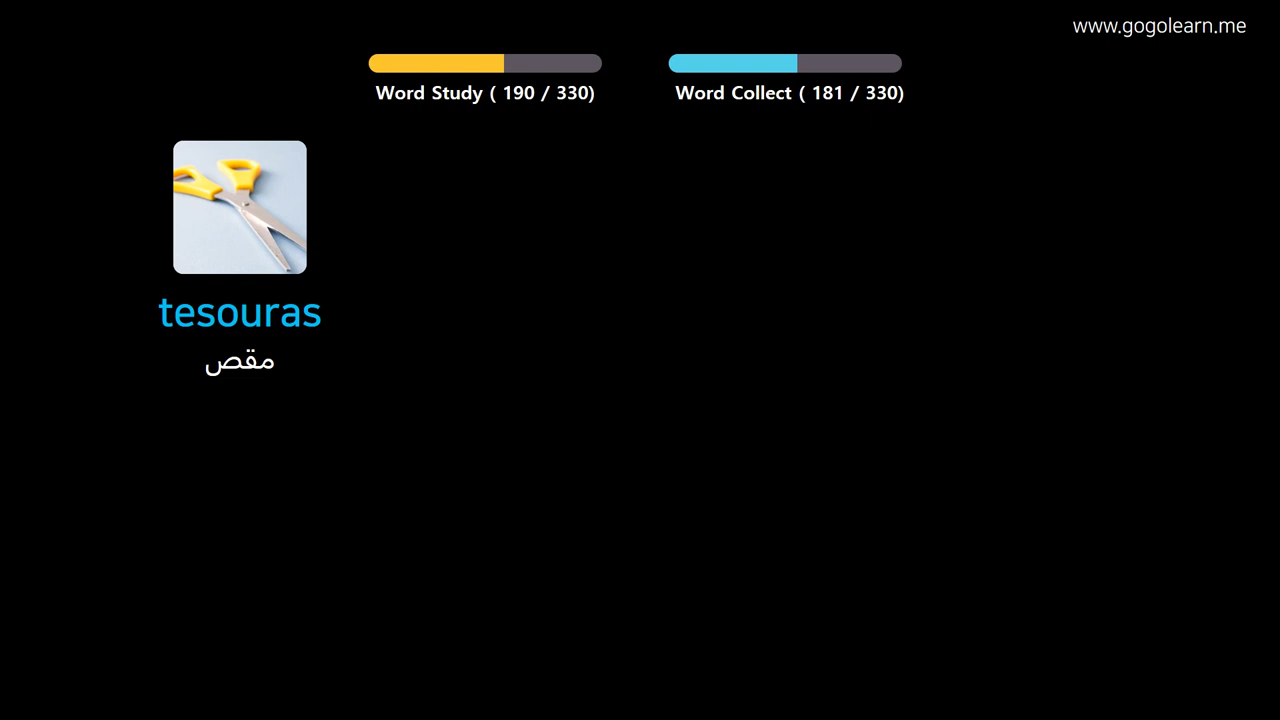 www.gogolearn.me
Word Study ( 190 / 330)
Word Collect ( 181 / 330)
tesouras
مقص